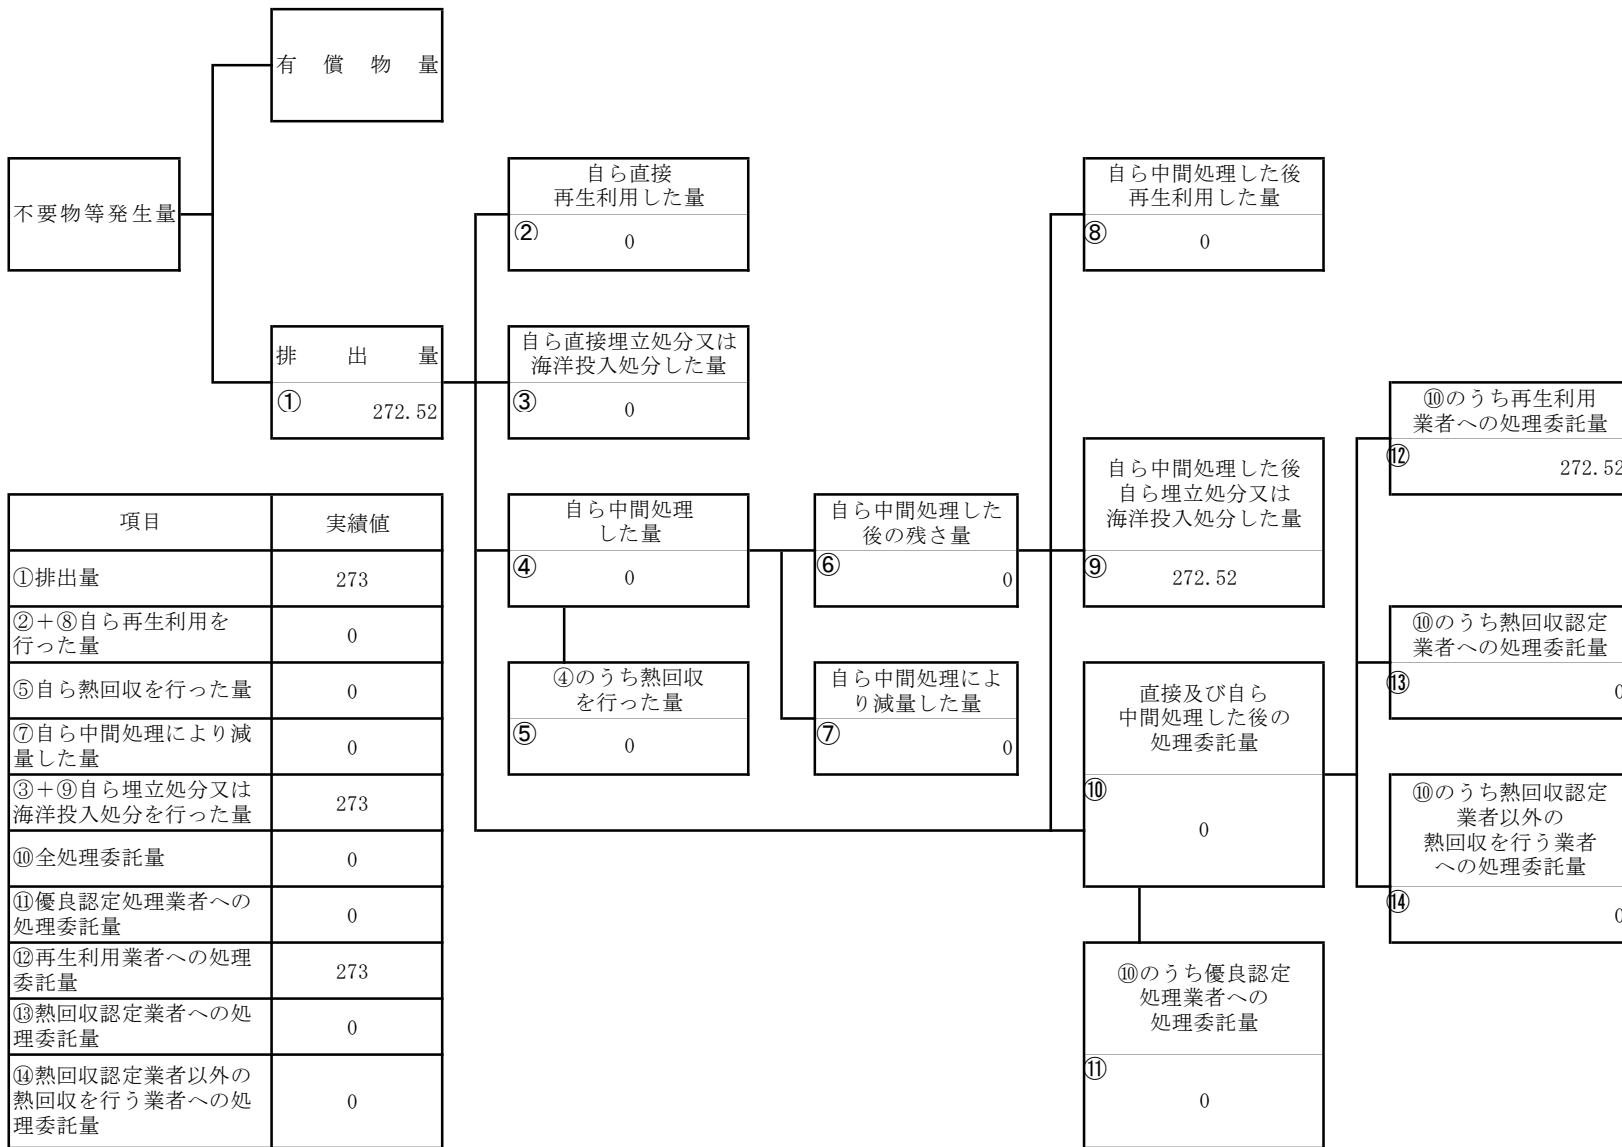 有償物量
不要物等発生量
排出量
①
272.52
自ら直接
再生利用した量
②
0
自ら直接埋立処分又は
海洋投入処分した量
③
0
自ら中間処理
した量
④
0
④のうち熱回収
を行った量
⑤
0
自ら中間処理した
後の残さ量
⑥
0
自ら中間処理によ
り減量した量
⑦
0
自ら中間処理した後
再生利用した量
⑧
0
自ら中間処理した後
自ら埋立処分又は
海洋投入処分した量
⑨
272.52
直接及び自ら
中間処理した後の
処理委託量
⑩
0
⑩のうち優良認定
処理業者への
処理委託量
⑪
0
⑩のうち再生利用
業者への処理委託量
⑫
272.52
⑩のうち熱回収認定
業者への処理委託量
⑬
0
⑩のうち熱回収認定
業者以外の
熱回収を行う業者
への処理委託量
⑭
0
項目 実績値
①排出量 273
②＋⑧自ら再生利用を
行った量 0
⑤自ら熱回収を行った量 0
⑦自ら中間処理により減
量した量 0
③＋⑨自ら埋立処分又は
海洋投入処分を行った量 273
⑩全処理委託量 0
⑪優良認定処理業者への
処理委託量 0
⑫再生利用業者への処理
委託量 273
⑬熱回収認定業者への処
理委託量 0
⑭熱回収認定業者以外の
熱回収を行う業者への処
理委託量 0